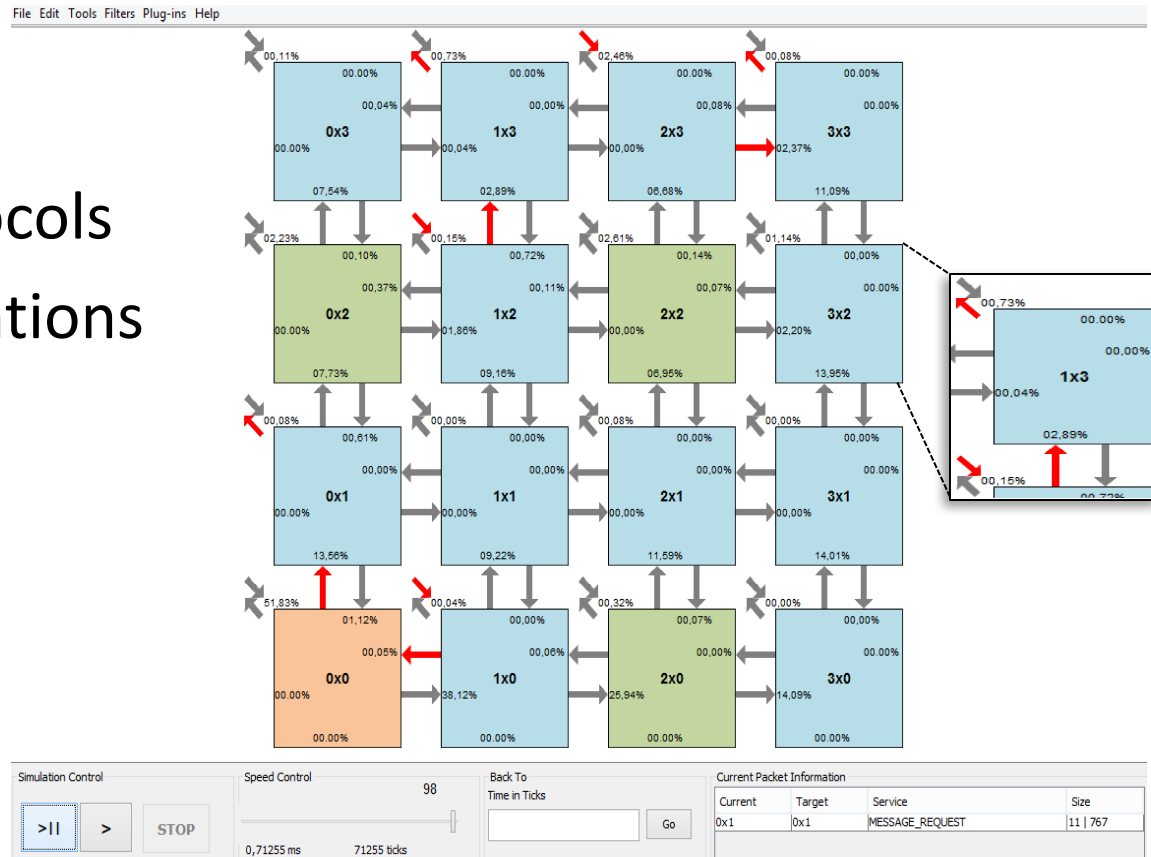 File Edit Tools Filters Plug-ins Help
00,11% 00,73% 02,46% 00,08%
00.00% 00.00% 00.00% 00.00%
00,04% 00,00% 00,08% 00.00%
0x3 1x3 2x3 3x3
00.00% 00,04% 00,00% 02,37%
07,54% 02,89% 06,68% 11,09%
ocols
02,23% 00,15% 02,61% 01,14%
00,10% 00,72% 00,14% 00,00%
00,37% 00,11% 00,07% 00.00%
ations
0x2 1x2 2x2 3x2
00.00% 01,86% 00,00% 02,20%
07,73% 09,16% 06,95% 13,95%
00,73%
00.00%
00,00%
1x3
00,04%
02,89%
00,15%
00,72%
00,08% 00,00% 00,08% 00,00%
00,61% 00,00% 00,00% 00,00%
00,00% 00,00% 00,00% 00.00%
0x1 1x1 2x1 3x1
00.00% 00,00% 00,00% 00,00%
13,56% 09,22% 11,59% 14,01%
51,83% 00,04% 00,32% 00,00%
01,12% 00,00% 00,07% 00,00%
00,05% 00,06% 00,00% 00.00%
0x0 1x0 2x0 3x0
00.00% 38,12% 25,94% 14,09%
00.00% 00.00% 00.00% 00.00%
Simulation Control
>|| > STOP
Speed Control
98
0,71255 ms 71255 ticks
Back To
Time in Ticks
Go
Current Packet Information
Current Target Service Size
0x1 0x1 MESSAGE_REQUEST 11 | 767